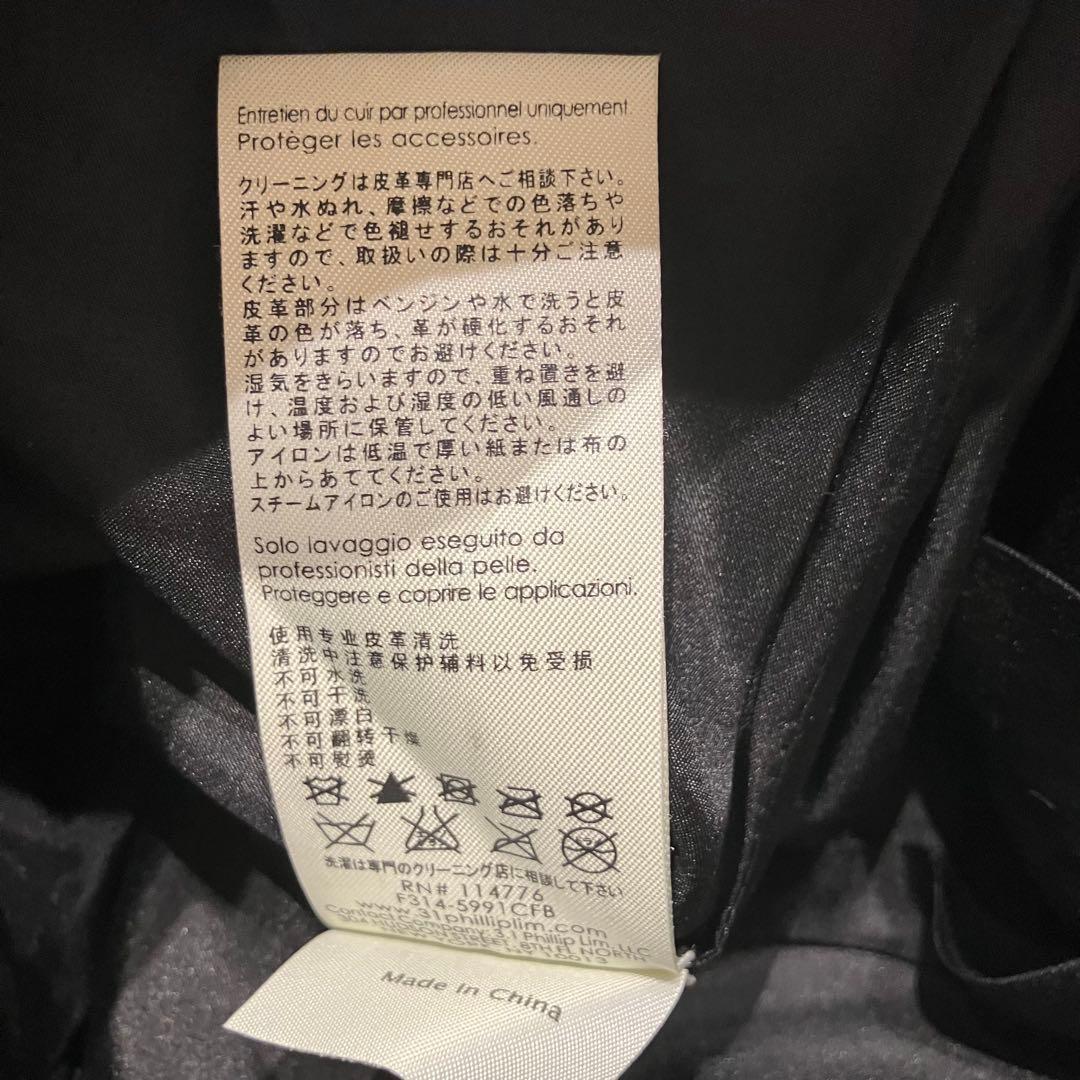 Entretien du cuir par professionnel uniquement.
Protéger les accessoires.
クリーニングは皮革専門店へご相談下さい。
汗や水ぬれ、摩擦などでの色落ちや
洗濯などで色褪せするおそれがあり
ますので、取扱いの際は十分ご注意
ください。
皮革部分はベンジンや水で洗うと皮
革の色が落ち、革が硬化するおそれ
がありますのでお避けください。
湿気をきらいますので、重ね置きを避
け、温度および湿度の低い風通しの
よい場所に保管してください。
アイロンは低温で厚い紙または布の
上からあててください。
スチームアイロンのご使用はお避けください。
Solo lavaggio eseguito da
professionisti della pelle.
Proteggere e coprire le applicazioni.
使用专业皮革清洗
清洗中注意保护辅料以免受损
不可水洗
不可干洗
不可漂白
不可翻转干燥
不可熨烫
洗濯は専門のクリーニング店に相談して下さい
RN# 114776
F314-5991CFB
www.31philliplim.com
Contact Company 3.1 Phillip Lim, LLC
304 HUDSON STREET, 8TH FL NORTH
10013
Made in China